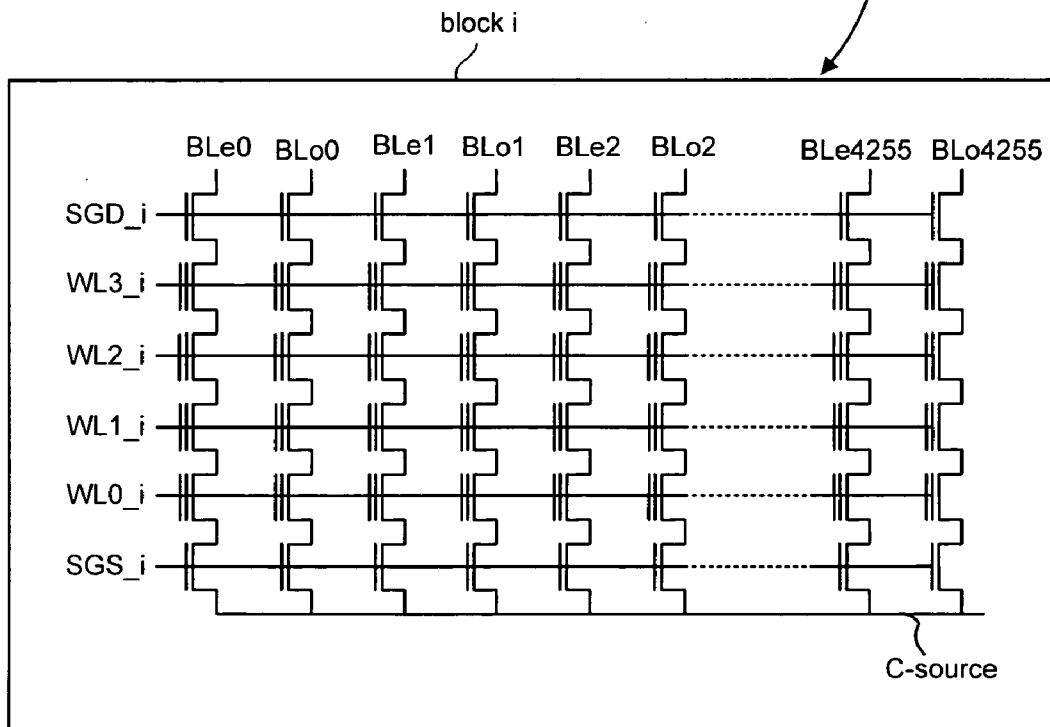 block i
BLe0 BLo0 BLe1 BLo1 BLe2 BLo2 BLe4255 BLo4255
SGD_i
WL3_i
WL2_i
WL1_i
WL0_i
SGS_i
C-source